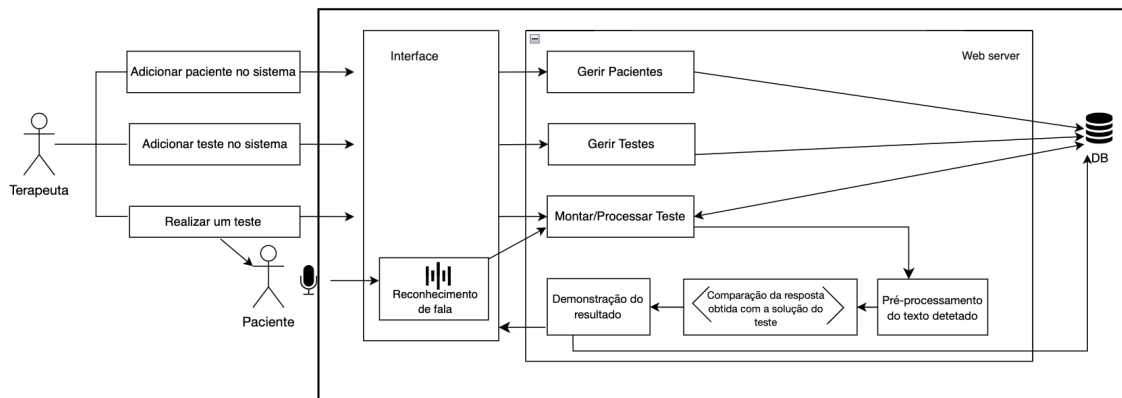 Interface
Web server
Adicionar paciente no sistema
Gerir Pacientes
Adicionar teste no sistema
Gerir Testes
DB
Terapeuta
Realizar um teste
Montar/Processar Teste
Reconhecimento
de fala
Demonstração do
resultado
Comparação da resposta
obtida com a solução do
teste
Pré-processamento
do texto detetado
Paciente